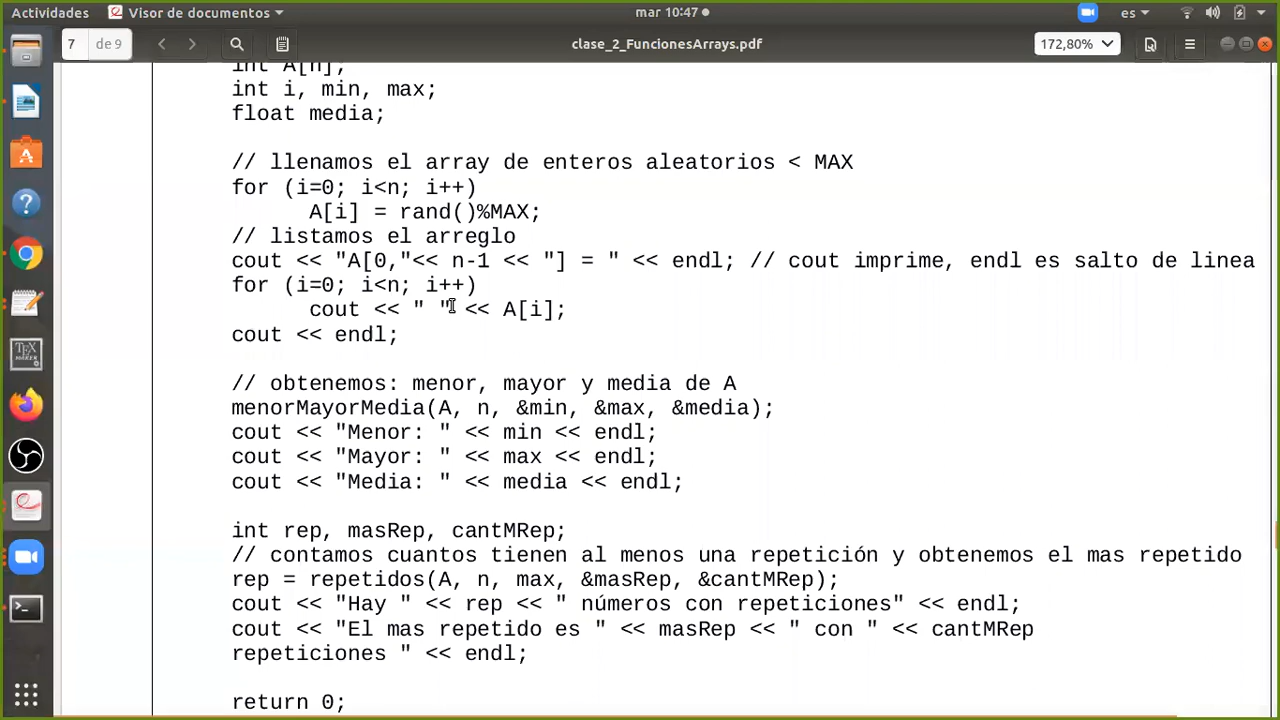 Actividades
Visor de documentos
mar 10:47
es
7
de 9
clase_2_FuncionesArrays.pdf
172,80%
int A[n];
int i, min, max;
float media;
// llenamos el array de enteros aleatorios < MAX
for (i=0; i<n; i++)
A[i] = rand()%MAX;
// listamos el arreglo
cout << "A[0,"<< n-1 << "] = " << endl; // cout imprime, endl es salto de linea
for (i=0; i<n; i++)
cout << " " << A[i];
cout << endl;
// obtenemos: menor, mayor y media de A
menorMayorMedia(A, n, &min, &max, &media);
cout << "Menor: " << min << endl;
cout << "Mayor: " << max << endl;
cout << "Media: " << media << endl;
int rep, masRep, cantMRep;
// contamos cuantos tienen al menos una repetición y obtenemos el mas repetido
rep = repetidos(A, n, max, &masRep, &cantMRep);
cout << "Hay " << rep << " números con repeticiones" << endl;
cout << "El mas repetido es " << masRep << " con " << cantMRep
repeticiones " << endl;
return 0;